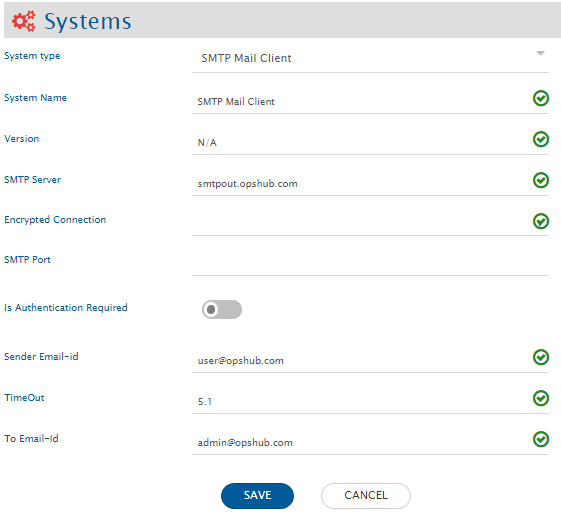 Systems
System type
SMTP Mail Client
System Name
SMTP Mail Client
Version
N/A
SMTP Server
smtpout.opshub.com
Encrypted Connection
SMTP Port
Is Authentication Required
Sender Email-id
user@opshub.com
TimeOut
5.1
To Email-Id
admin@opshub.com
SAVE
CANCEL